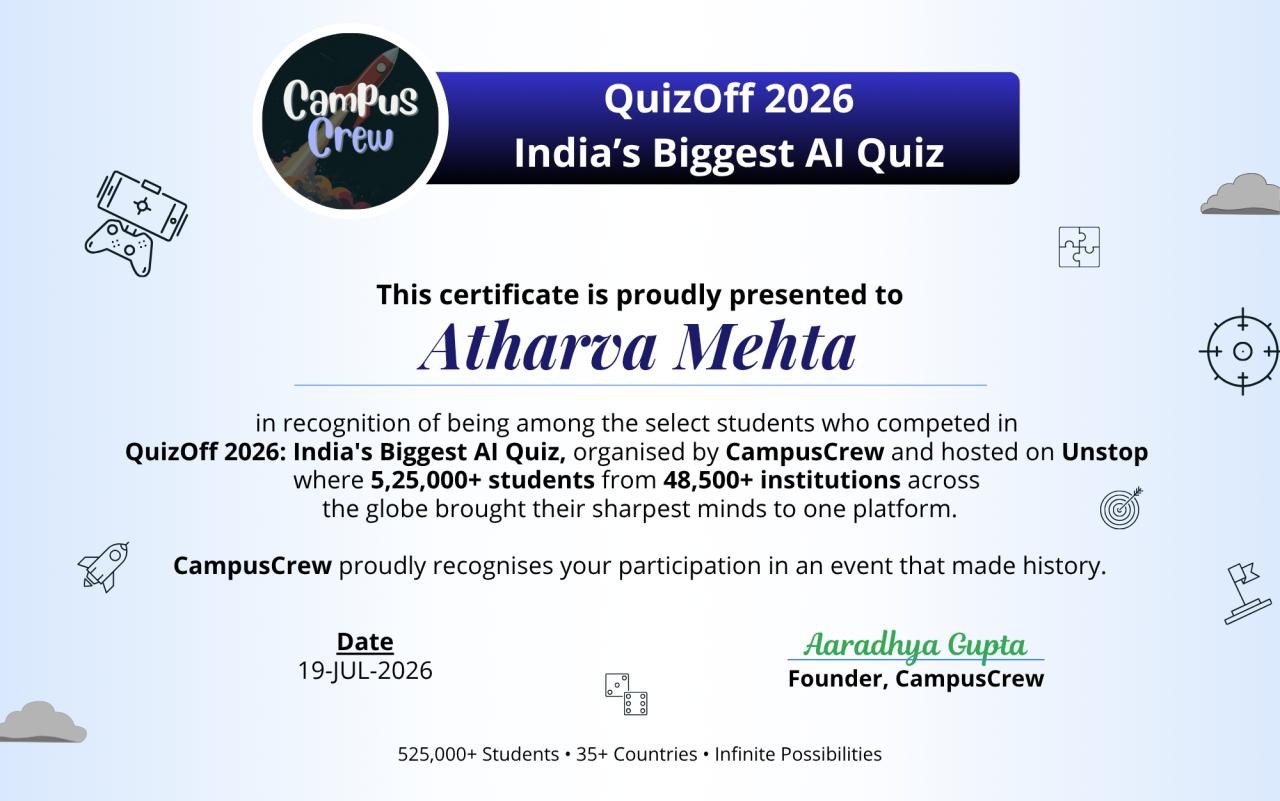 CamPus
Crew
QuizOff 2026
India’s Biggest AI Quiz
This certificate is proudly presented to
Atharva Mehta
in recognition of being among the select students who competed in
QuizOff 2026: India's Biggest AI Quiz, organised by CampusCrew and hosted on Unstop
where 5,25,000+ students from 48,500+ institutions across
the globe brought their sharpest minds to one platform.
CampusCrew proudly recognises your participation in an event that made history.
Date
19-JUL-2026
Aaradhya Gupta
Founder, CampusCrew
525,000+ Students • 35+ Countries • Infinite Possibilities